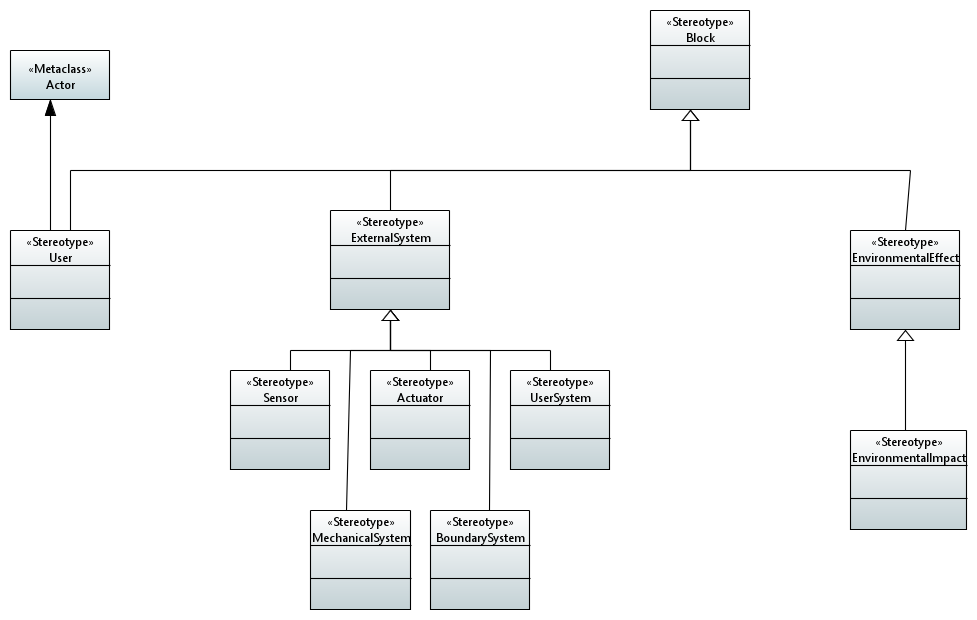 «Stereotype»
Block
«Metaclass»
Actor
«Stereotype»
ExternalSystem
«Stereotype»
User
«Stereotype»
EnvironmentalEffect
«Stereotype»
Sensor
«Stereotype»
Actuator
«Stereotype»
UserSystem
«Stereotype»
EnvironmentalImpact
«Stereotype»
MechanicalSystem
«Stereotype»
BoundarySystem